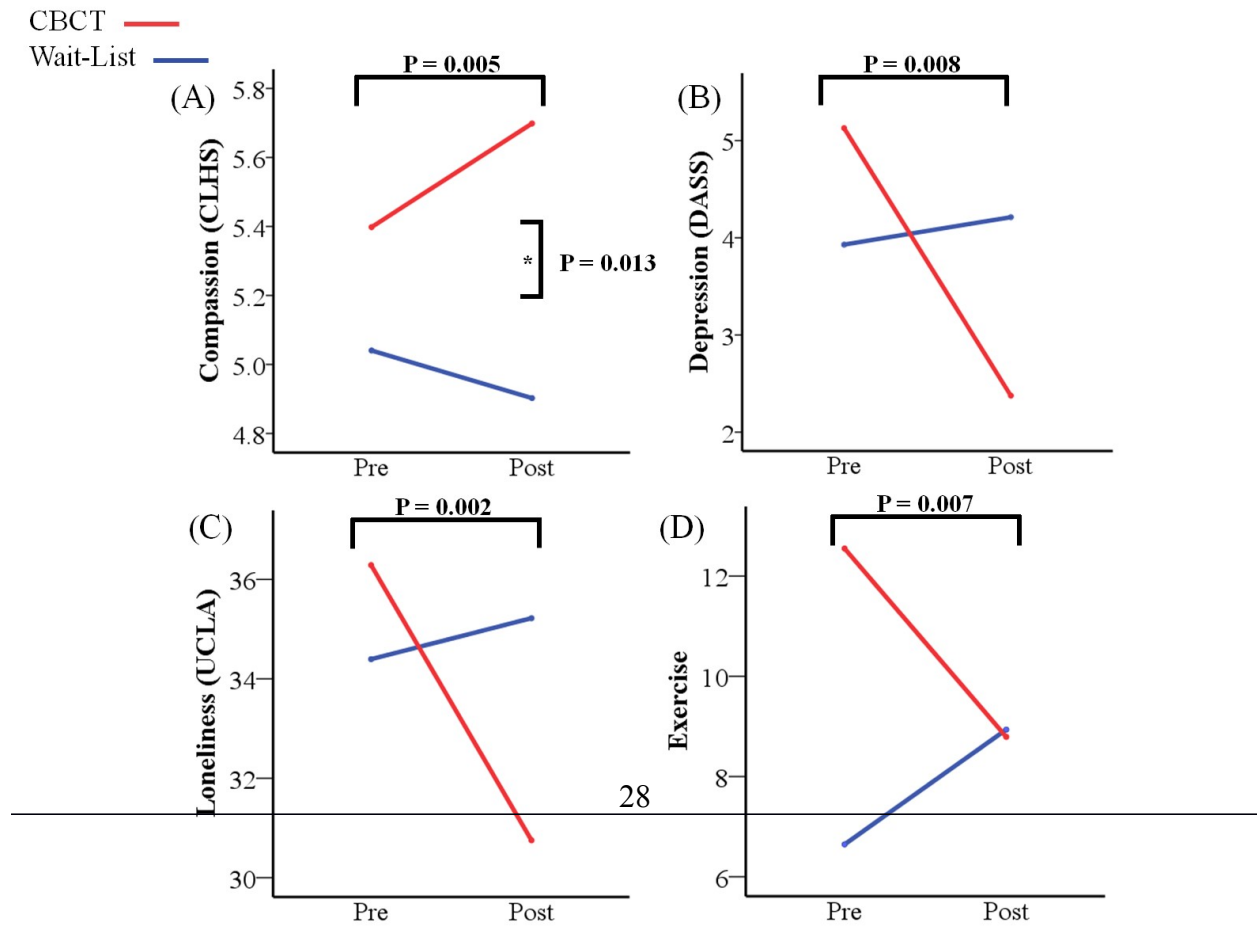 CBCT
Wait-List
(A)
P = 0.005
Compassion (CLHS)
5.8
5.6
5.4
5.2
5.0
4.8
*
P = 0.013
Pre
Post
(B)
P = 0.008
Depression (DASS)
5
4
3
2
Pre
Post
(C)
P = 0.002
Loneliness (UCLA)
36
34
32
30
Pre
Post
(D)
P = 0.007
Exercise
12
10
8
6
Pre
Post
28